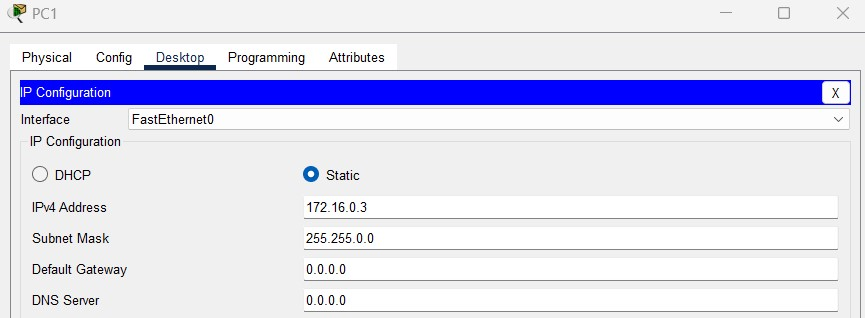 PC1
Physical Config Desktop Programming Attributes
IP Configuration X
Interface FastEthernet0
IP Configuration
DHCP Static
IPv4 Address 172.16.0.3
Subnet Mask 255.255.0.0
Default Gateway 0.0.0.0
DNS Server 0.0.0.0